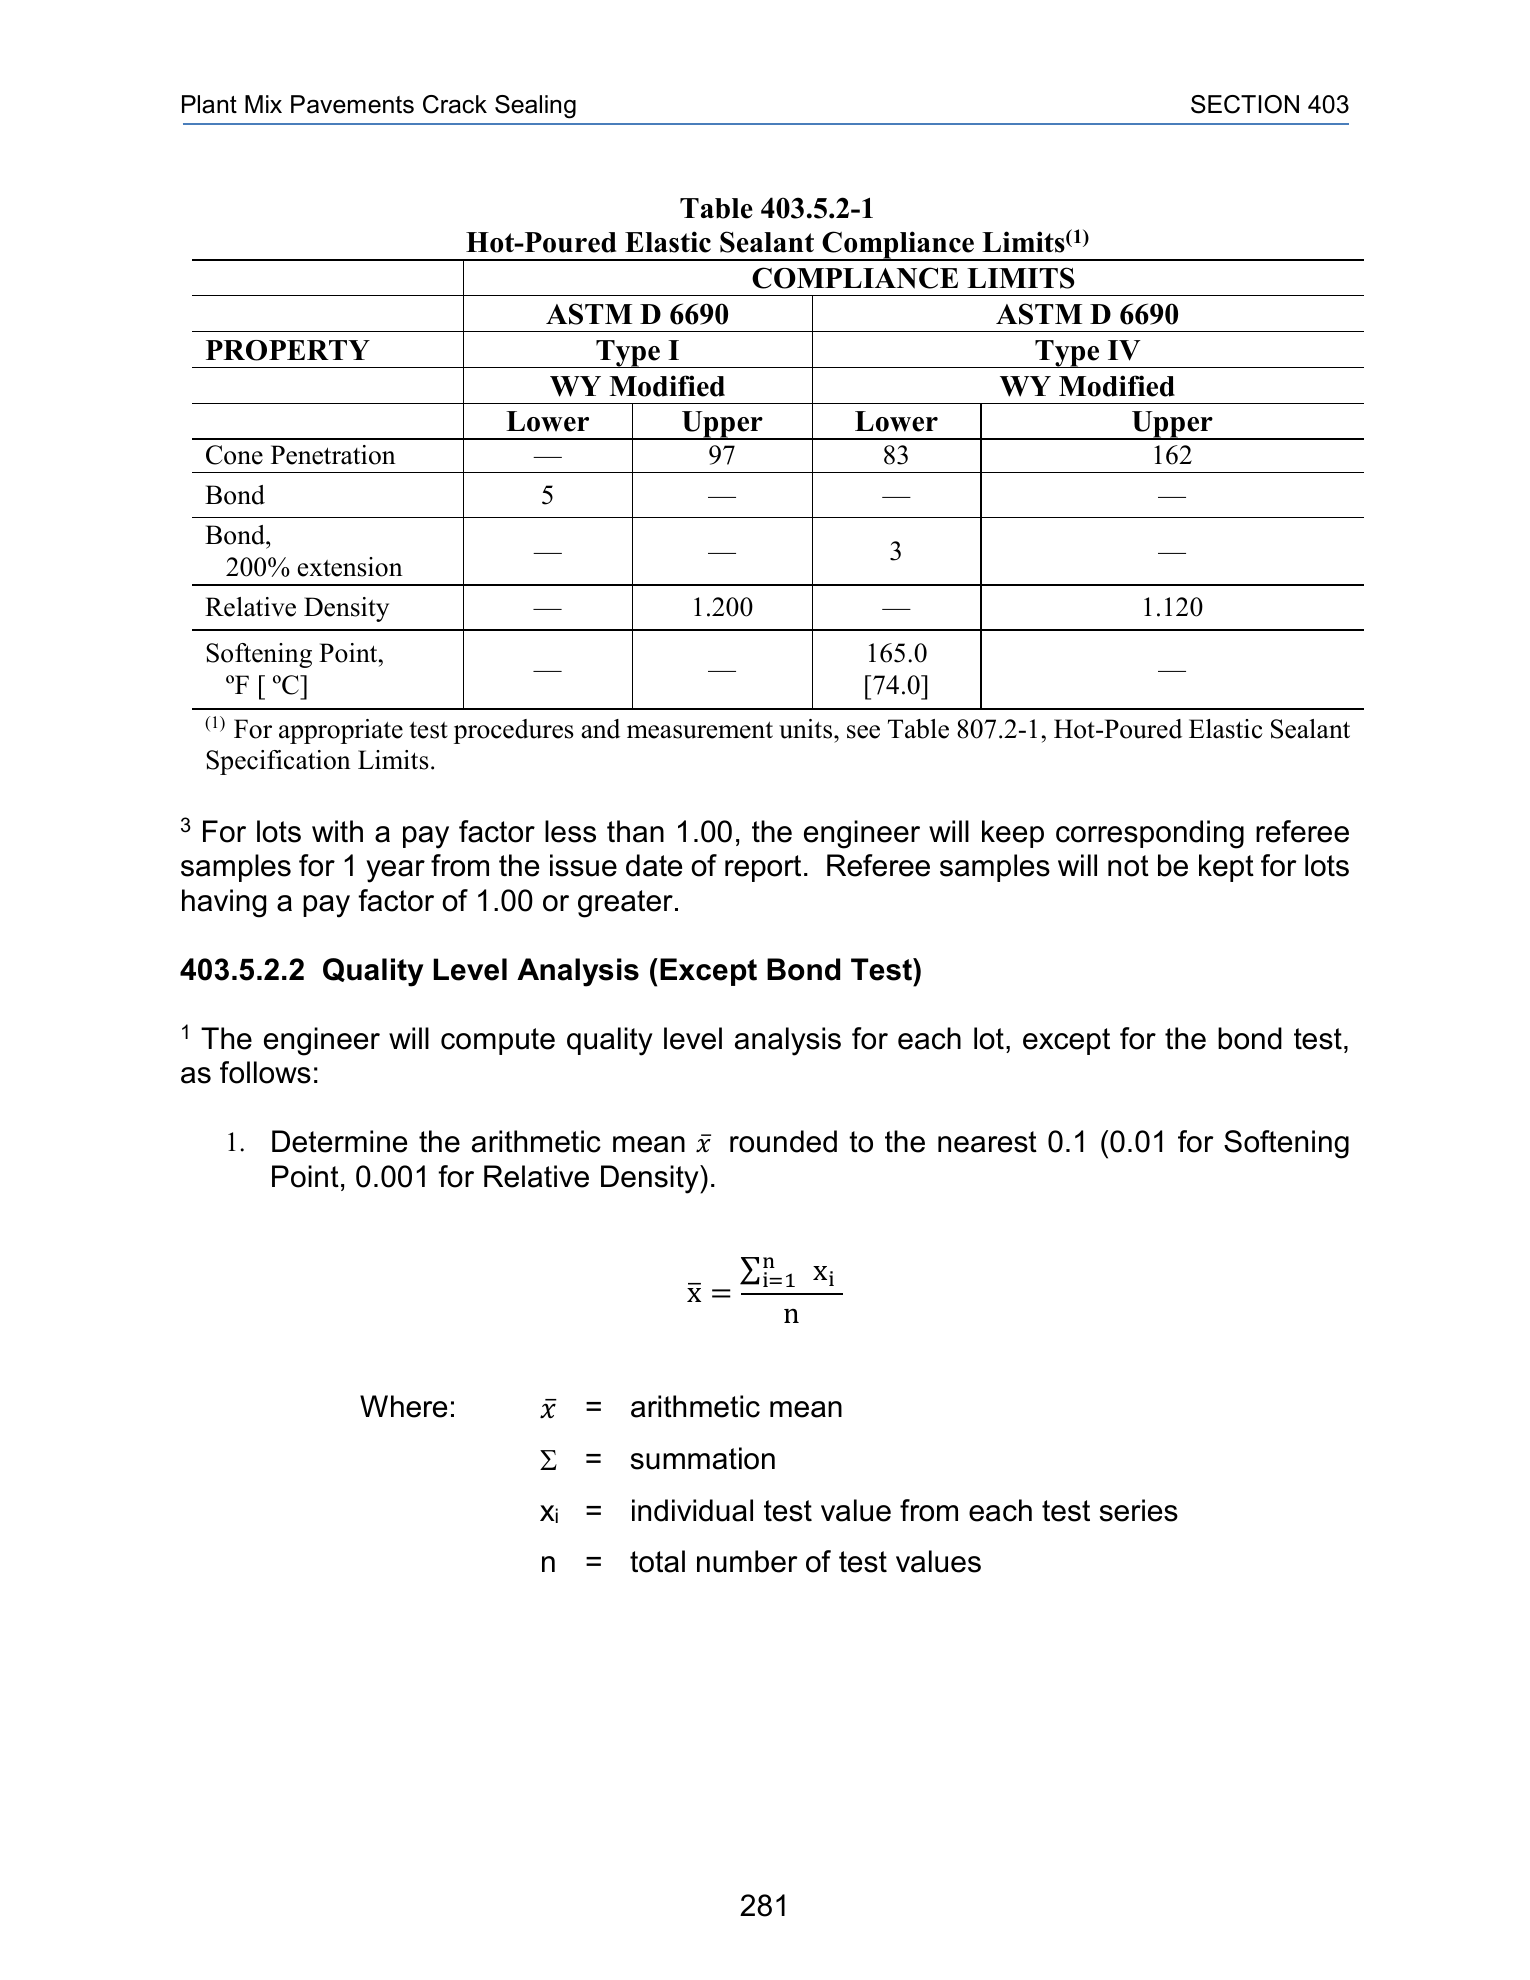 Plant Mix Pavements Crack Sealing SECTION 403
Table 403.5.2-1
Hot-Poured Elastic Sealant Compliance Limits(1)
COMPLIANCE LIMITS
ASTM D 6690 ASTM D 6690
PROPERTY Type I Type IV
WY Modified WY Modified
Lower Upper Lower Upper
Cone Penetration — 97 83 162
Bond 5 — — —
Bond,
200% extension — — 3 —
Relative Density — 1.200 — 1.120
Softening Point, 165.0
ºF [ ºC] — — [74.0] —
(1) For appropriate test procedures and measurement units, see Table 807.2-1, Hot-Poured Elastic Sealant
Specification Limits.
3 For lots with a pay factor less than 1.00, the engineer will keep corresponding referee
samples for 1 year from the issue date of report. Referee samples will not be kept for lots
having a pay factor of 1.00 or greater.
403.5.2.2 Quality Level Analysis (Except Bond Test)
1 The engineer will compute quality level analysis for each lot, except for the bond test,
as follows:
1. Determine the arithmetic mean x̄ rounded to the nearest 0.1 (0.01 for Softening
Point, 0.001 for Relative Density).
x̄ = ∑ⁿᵢ₌₁ xᵢ / n
Where: x̄ = arithmetic mean
Σ = summation
xᵢ = individual test value from each test series
n = total number of test values
281